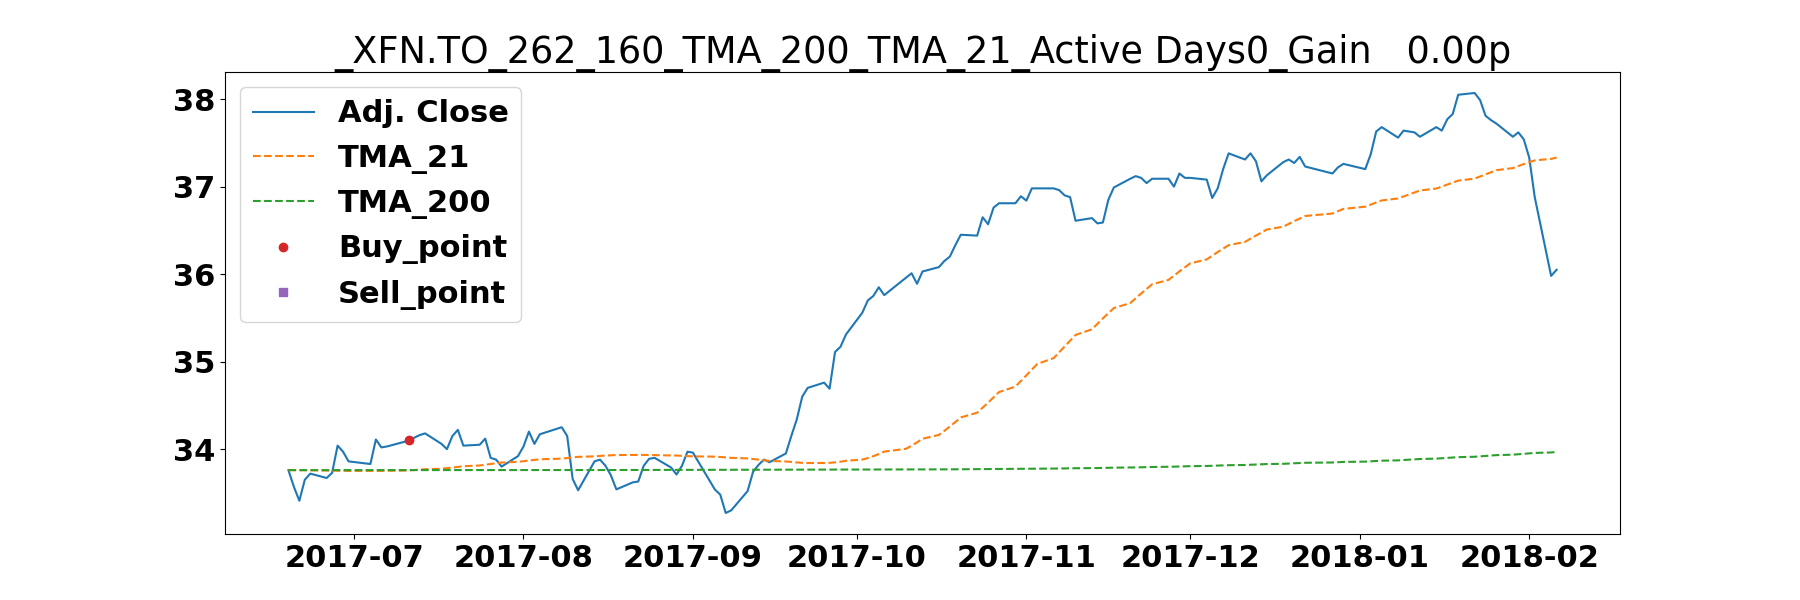 _XFN.TO_262_160_TMA_200_TMA_21_Active Days0_Gain   0.00p
38
37
36
35
34
Adj. Close
TMA_21
TMA_200
Buy_point
Sell_point
2017-07 2017-08 2017-09 2017-10 2017-11 2017-12 2018-01 2018-02